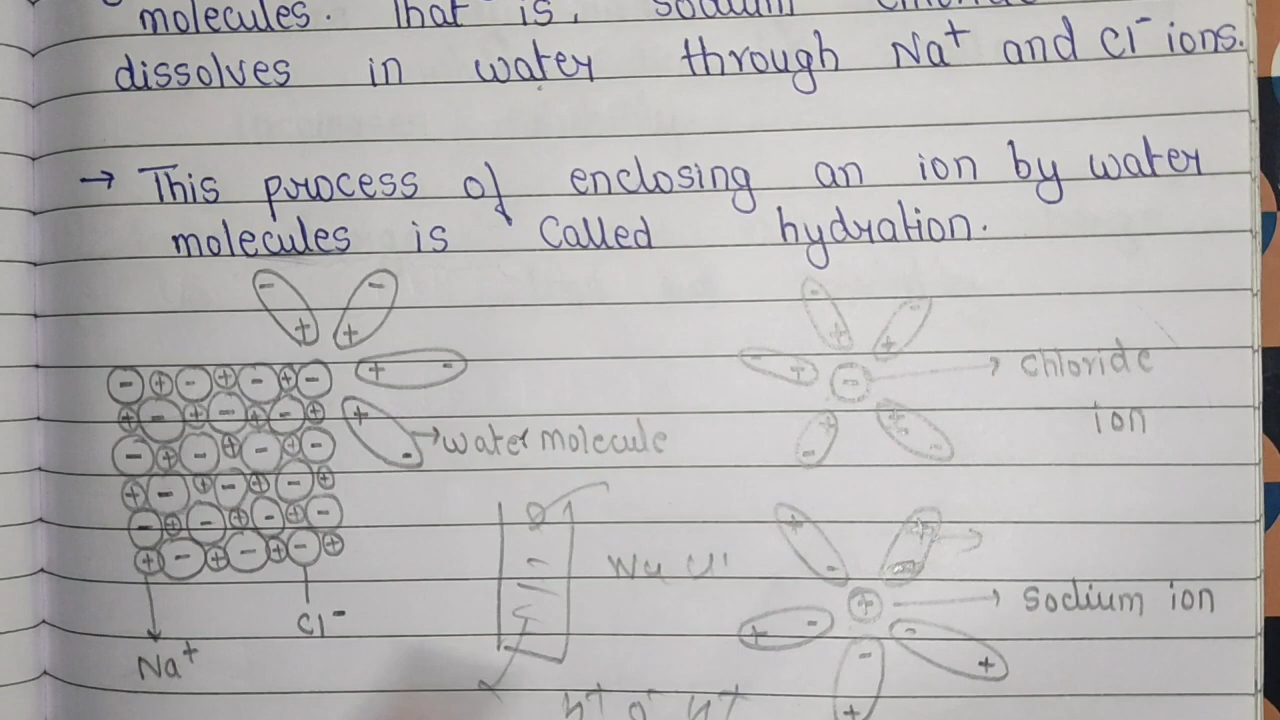 molecules. That is, sodium
dissolves in water through Na⁺ and Cl⁻ ions.
→ This process of enclosing an ion by water
molecules is called hydration.
- - - -
+ + + + → chloride
- + - + - + - + - -
+ - + - + - + + + + ion
- + - + - + - - → water molecule - -
+ - + - + - +
- + - + - + - + +
+ - + - + - + - -
+ → sodium ion
Cl⁻ + - -
Na⁺ - +
H⁺ O⁻ H⁺ +